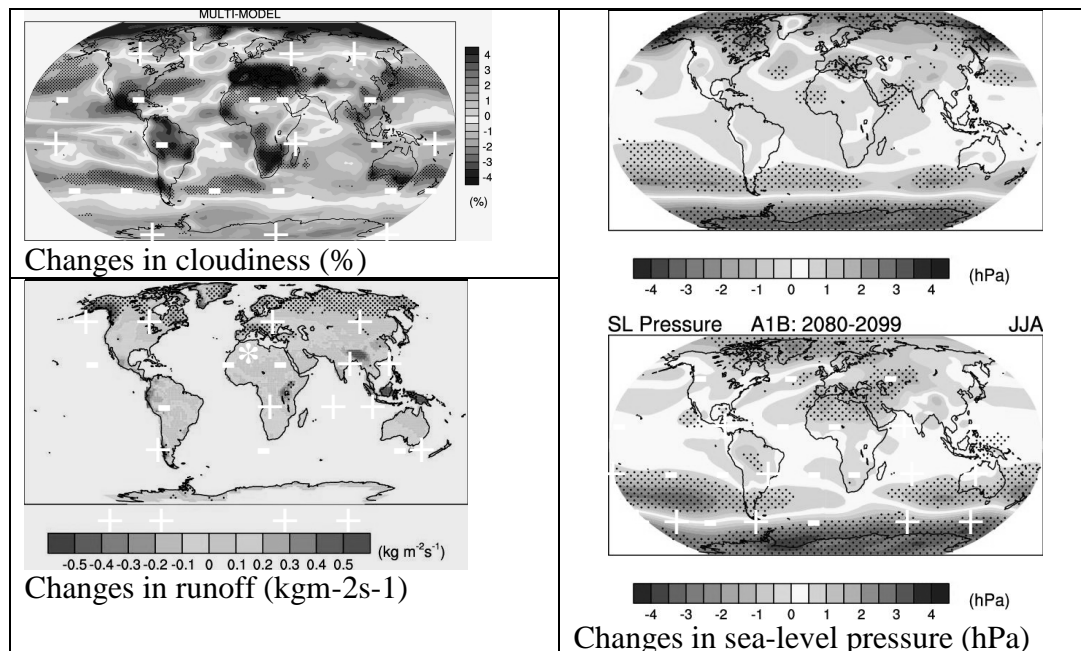 MULTI-MODEL
4
3
2
1
0
-1
-2
-3
-4
(%)
Changes in cloudiness (%)
(kg m⁻²s⁻¹)
-0.5 -0.4 -0.3 -0.2 -0.1 0 0.1 0.2 0.3 0.4 0.5
Changes in runoff (kgm-2s-1)
(hPa)
-4 -3 -2 -1 0 1 2 3 4
SL Pressure A1B: 2080-2099 JJA
(hPa)
-4 -3 -2 -1 0 1 2 3 4
Changes in sea-level pressure (hPa)